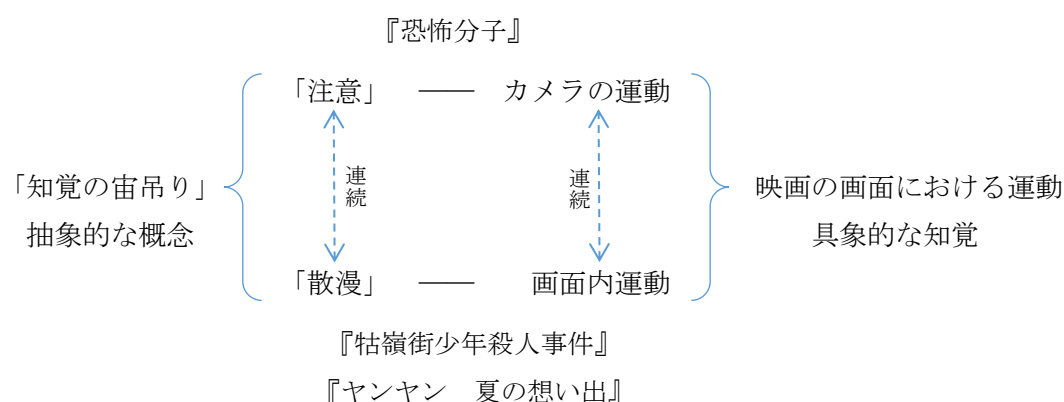 『恐怖分子』
「注意」 ―― カメラの運動
連続
連続
「知覚の宙吊り」
抽象的な概念
映画の画面における運動
具象的な知覚
「散漫」 ―― 画面内運動
『牯嶺街少年殺人事件』
『ヤンヤン 夏の想い出』